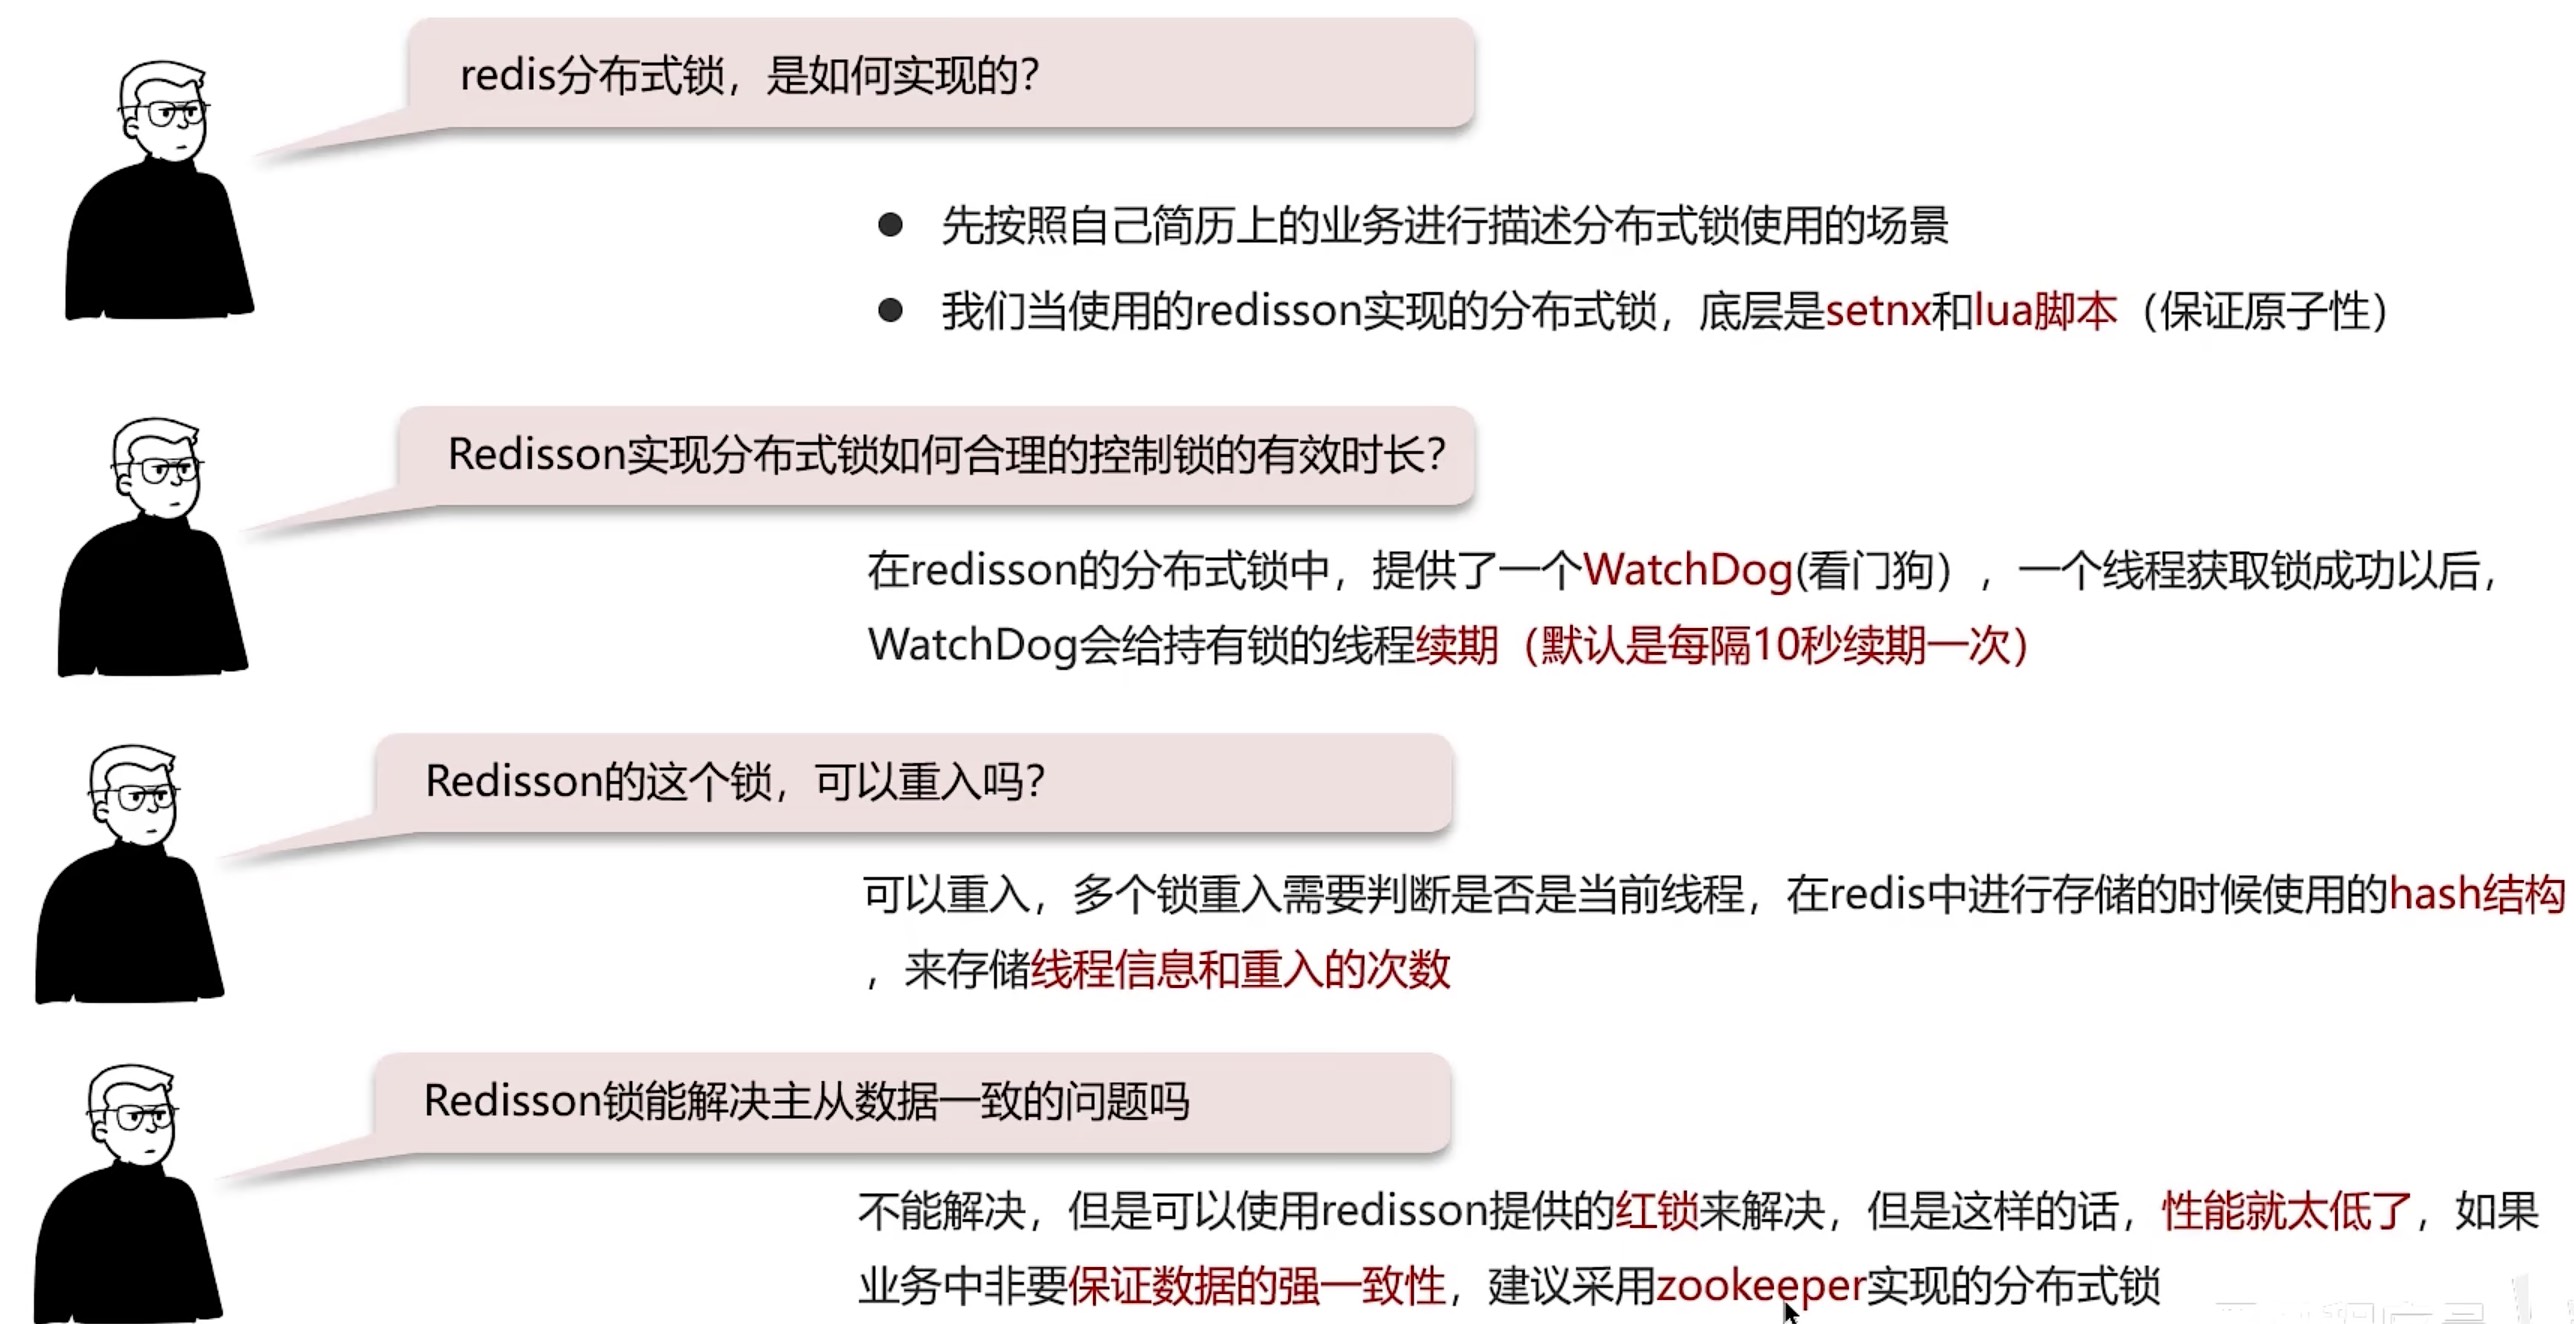 redis分布式锁，是如何实现的？
● 先按照自己简历上的业务进行描述分布式锁使用的场景
● 我们当使用的redisson实现的分布式锁，底层是setnx和lua脚本（保证原子性）
Redisson实现分布式锁如何合理的控制锁的有效时长？
在redisson的分布式锁中，提供了一个WatchDog(看门狗），一个线程获取锁成功以后，
WatchDog会给持有锁的线程续期（默认是每隔10秒续期一次）
Redisson的这个锁，可以重入吗？
可以重入，多个锁重入需要判断是否是当前线程，在redis中进行存储的时候使用的hash结构
，来存储线程信息和重入的次数
Redisson锁能解决主从数据一致的问题吗
不能解决，但是可以使用redisson提供的红锁来解决，但是这样的话，性能就太低了，如果
业务中非要保证数据的强一致性，建议采用zookeeper实现的分布式锁